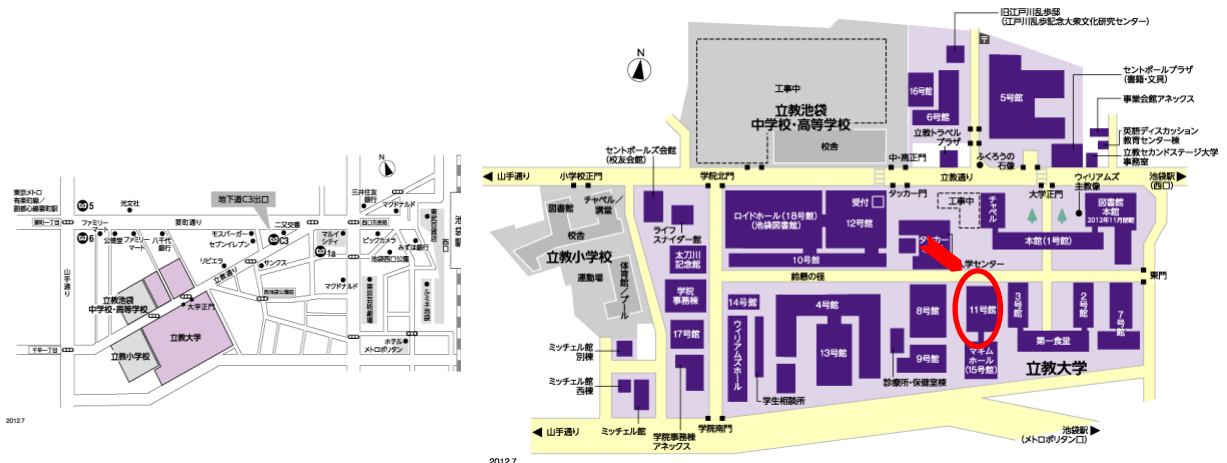 N
東京メトロ
有楽町線／
副都心線要町駅
光文社
地下道C3出口
三井住友
銀行
マクドナルド
要町一丁目
5
要町通り
二又交番
西口五差路
東武百貨店
池袋駅
ファミリー
マート
6
公徳堂
ファミリー
マート
八千代
銀行
モスバーガー
セブンイレブン
C3
マルイ
シティ
1a
ビックカメラ
みずほ銀行
池袋西口公園
西口
リビエラ
立教通り
サンクス
マクドナルド
西池袋公園前
東京芸術劇場
ルミネ池袋
山手通り
立教池袋
中学校・高等学校
大学正門
立教大学
立教小学校
千早一丁目
ホテル
メトロポリタン
2012.7
N
旧江戸川乱歩邸
（江戸川乱歩記念大衆文化研究センター）
工事中
立教池袋
中学校・高等学校
校舎
16号館
6号館
5号館
セントポールプラザ
（書籍・文具）
事業会館アネックス
英語ディスカッション
教育センター棟
立教セカンドステージ大学
事務室
立教トラベル
プラザ
ふくろうの
石像
セントポールズ会館
（校友会館）
中・高正門
山手通り
小学校正門
学院北門
立教通り
タッカー門
大学正門
ウィリアムズ
主教像
池袋駅
（西口）
図書館
チャペル／
講堂
校舎
立教小学校
運動場
体育館／プール
ライフ
スナイダー館
太刀川
記念館
ロイドホール（18号館）
（池袋図書館）
受付
12号館
10号館
工事中
チャペル
本館（1号館）
図書館
本館
2012年11月開館
タッカー
鈴懸の径
東門
学院
事務棟
14号館
4号館
8号館
11号館
3号館
2号館
7号館
17号館
ウィリアムズホール
13号館
9号館
マキム
ホール
（15号館）
第一食堂
ミッチェル館
別棟
ミッチェル館
西棟
診療所・保健室棟
立教大学
学生相談所
山手通り
ミッチェル館
学院事務棟
アネックス
学院南門
池袋駅
（メトロポリタン口）
2012.7